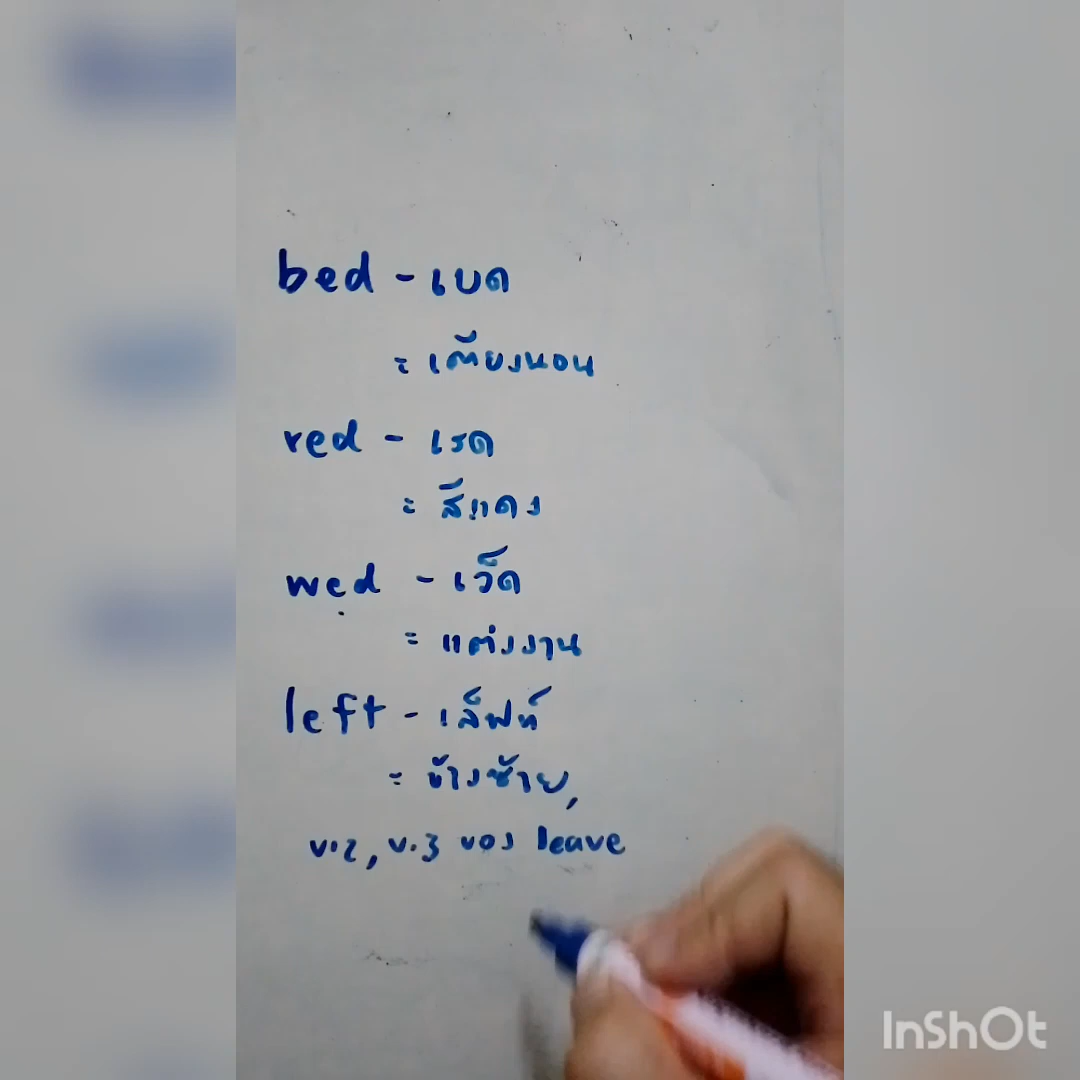 bed - เบด
= เตียงนอน
red - เรด
= สีแดง
wed - เว็ด
= แต่งงาน
left - เล็ฟท์
= ข้างซ้าย,
v.2, v.3 ของ leave
InShOt